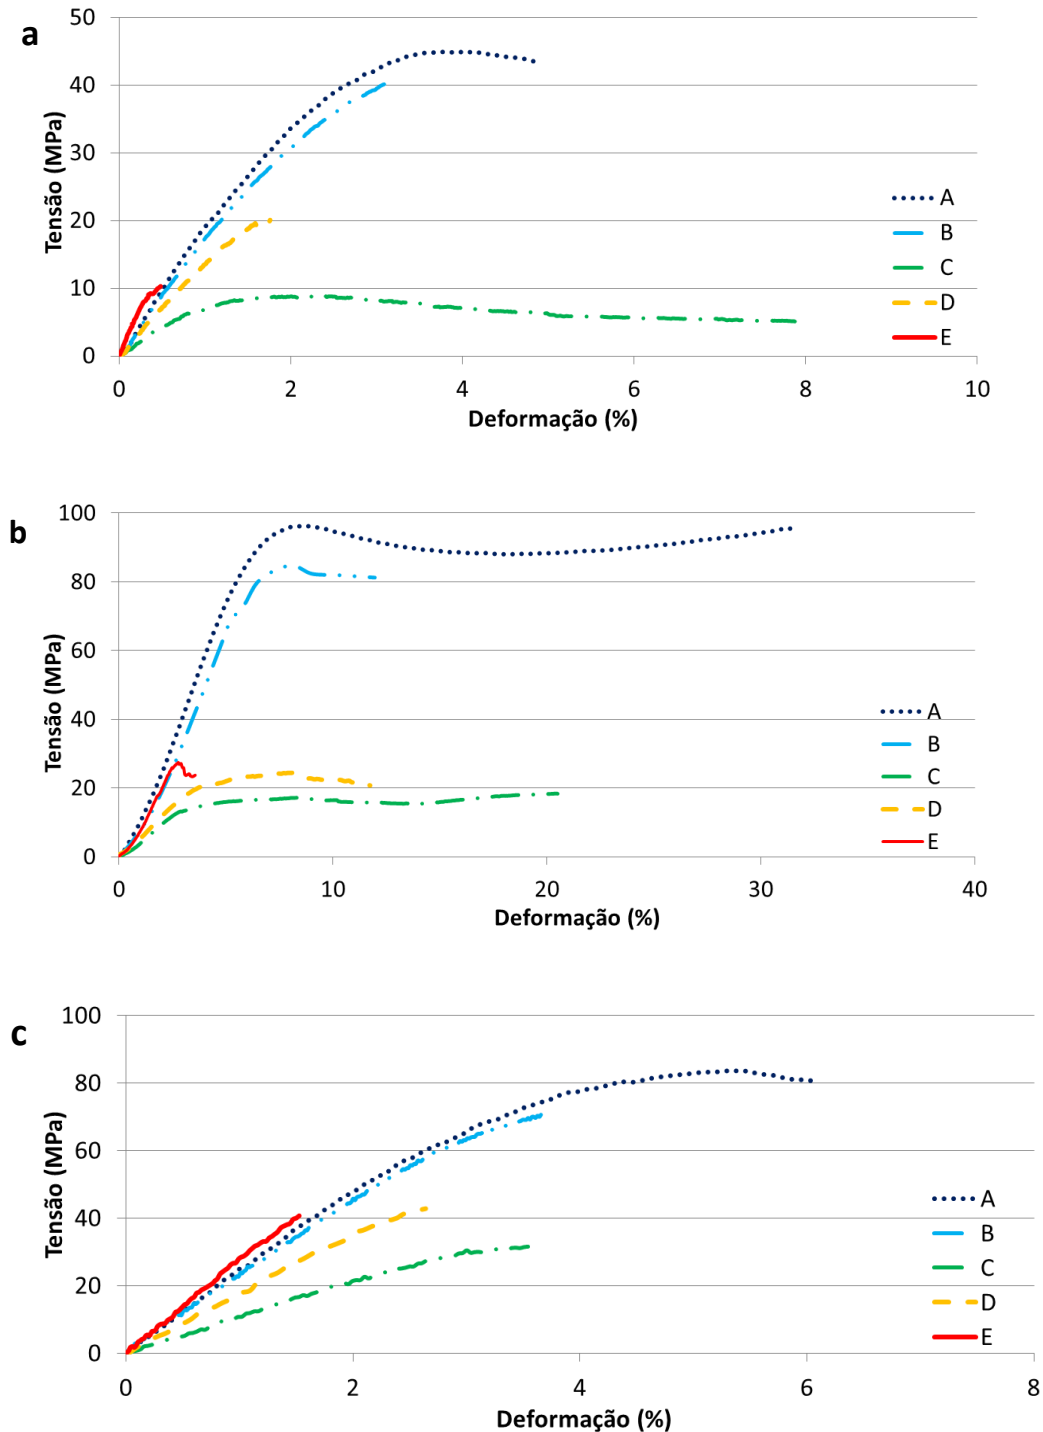 a
50
40
30
20
10
0
Tensão (MPa)
0 2 4 6 8 10
Deformação (%)
A
B
C
D
E
b
100
80
60
40
20
0
Tensão (MPa)
0 10 20 30 40
Deformação (%)
A
B
C
D
E
c
100
80
60
40
20
0
Tensão (MPa)
0 2 4 6 8
Deformação (%)
A
B
C
D
E